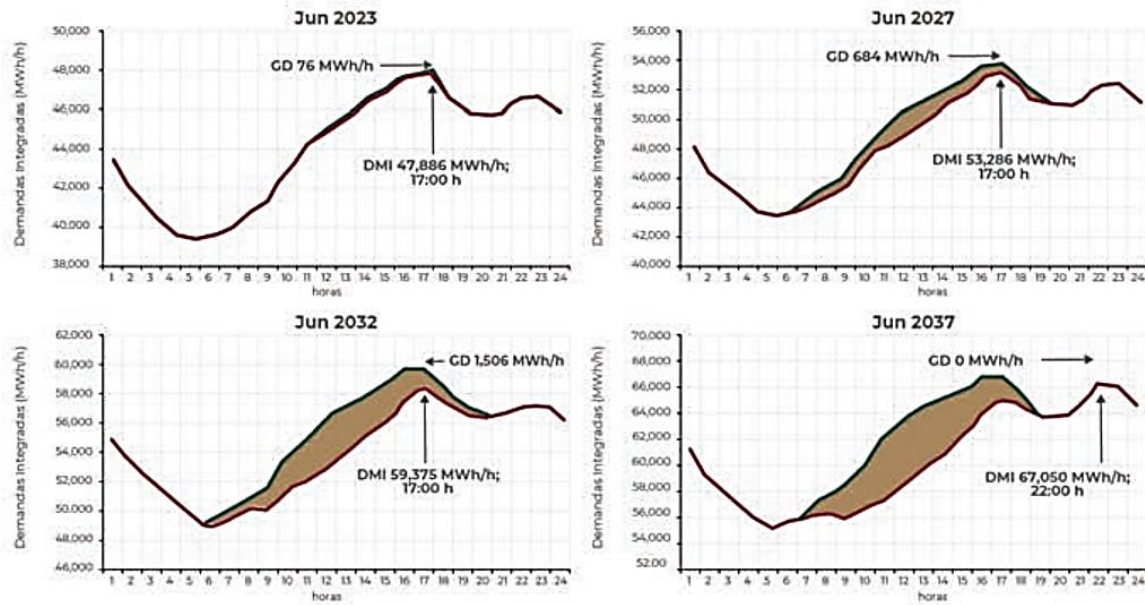 Jun 2023
50,000
48,000
46,000
44,000
42,000
40,000
38,000
Demandas Integradas (MWh/h)
GD 76 MWh/h
DMI 47,886 MWh/h;
17:00 h
1 2 3 4 5 6 7 8 9 10 11 12 13 14 15 16 17 18 19 20 21 22 23 24
horas
Jun 2027
56,000
54,000
52,000
50,000
48,000
46,000
44,000
42,000
40,000
Demandas Integradas (MWh/h)
GD 684 MWh/h
DMI 53,286 MWh/h;
17:00 h
1 2 3 4 5 6 7 8 9 10 11 12 13 14 15 16 17 18 19 20 21 22 23 24
horas
Jun 2032
62,000
60,000
58,000
56,000
54,000
52,000
50,000
48,000
46,000
Demandas Integradas (MWh/h)
GD 1,506 MWh/h
DMI 59,375 MWh/h;
17:00 h
1 2 3 4 5 6 7 8 9 10 11 12 13 14 15 16 17 18 19 20 21 22 23 24
horas
Jun 2037
70,000
68,000
66,000
64,000
62,000
60,000
58,000
56,000
54,000
52,00
Demandas Integradas (MWh/h)
GD 0 MWh/h
DMI 67,050 MWh/h;
22:00 h
1 2 3 4 5 6 7 8 9 10 11 12 13 14 15 16 17 18 19 20 21 22 23 24
horas